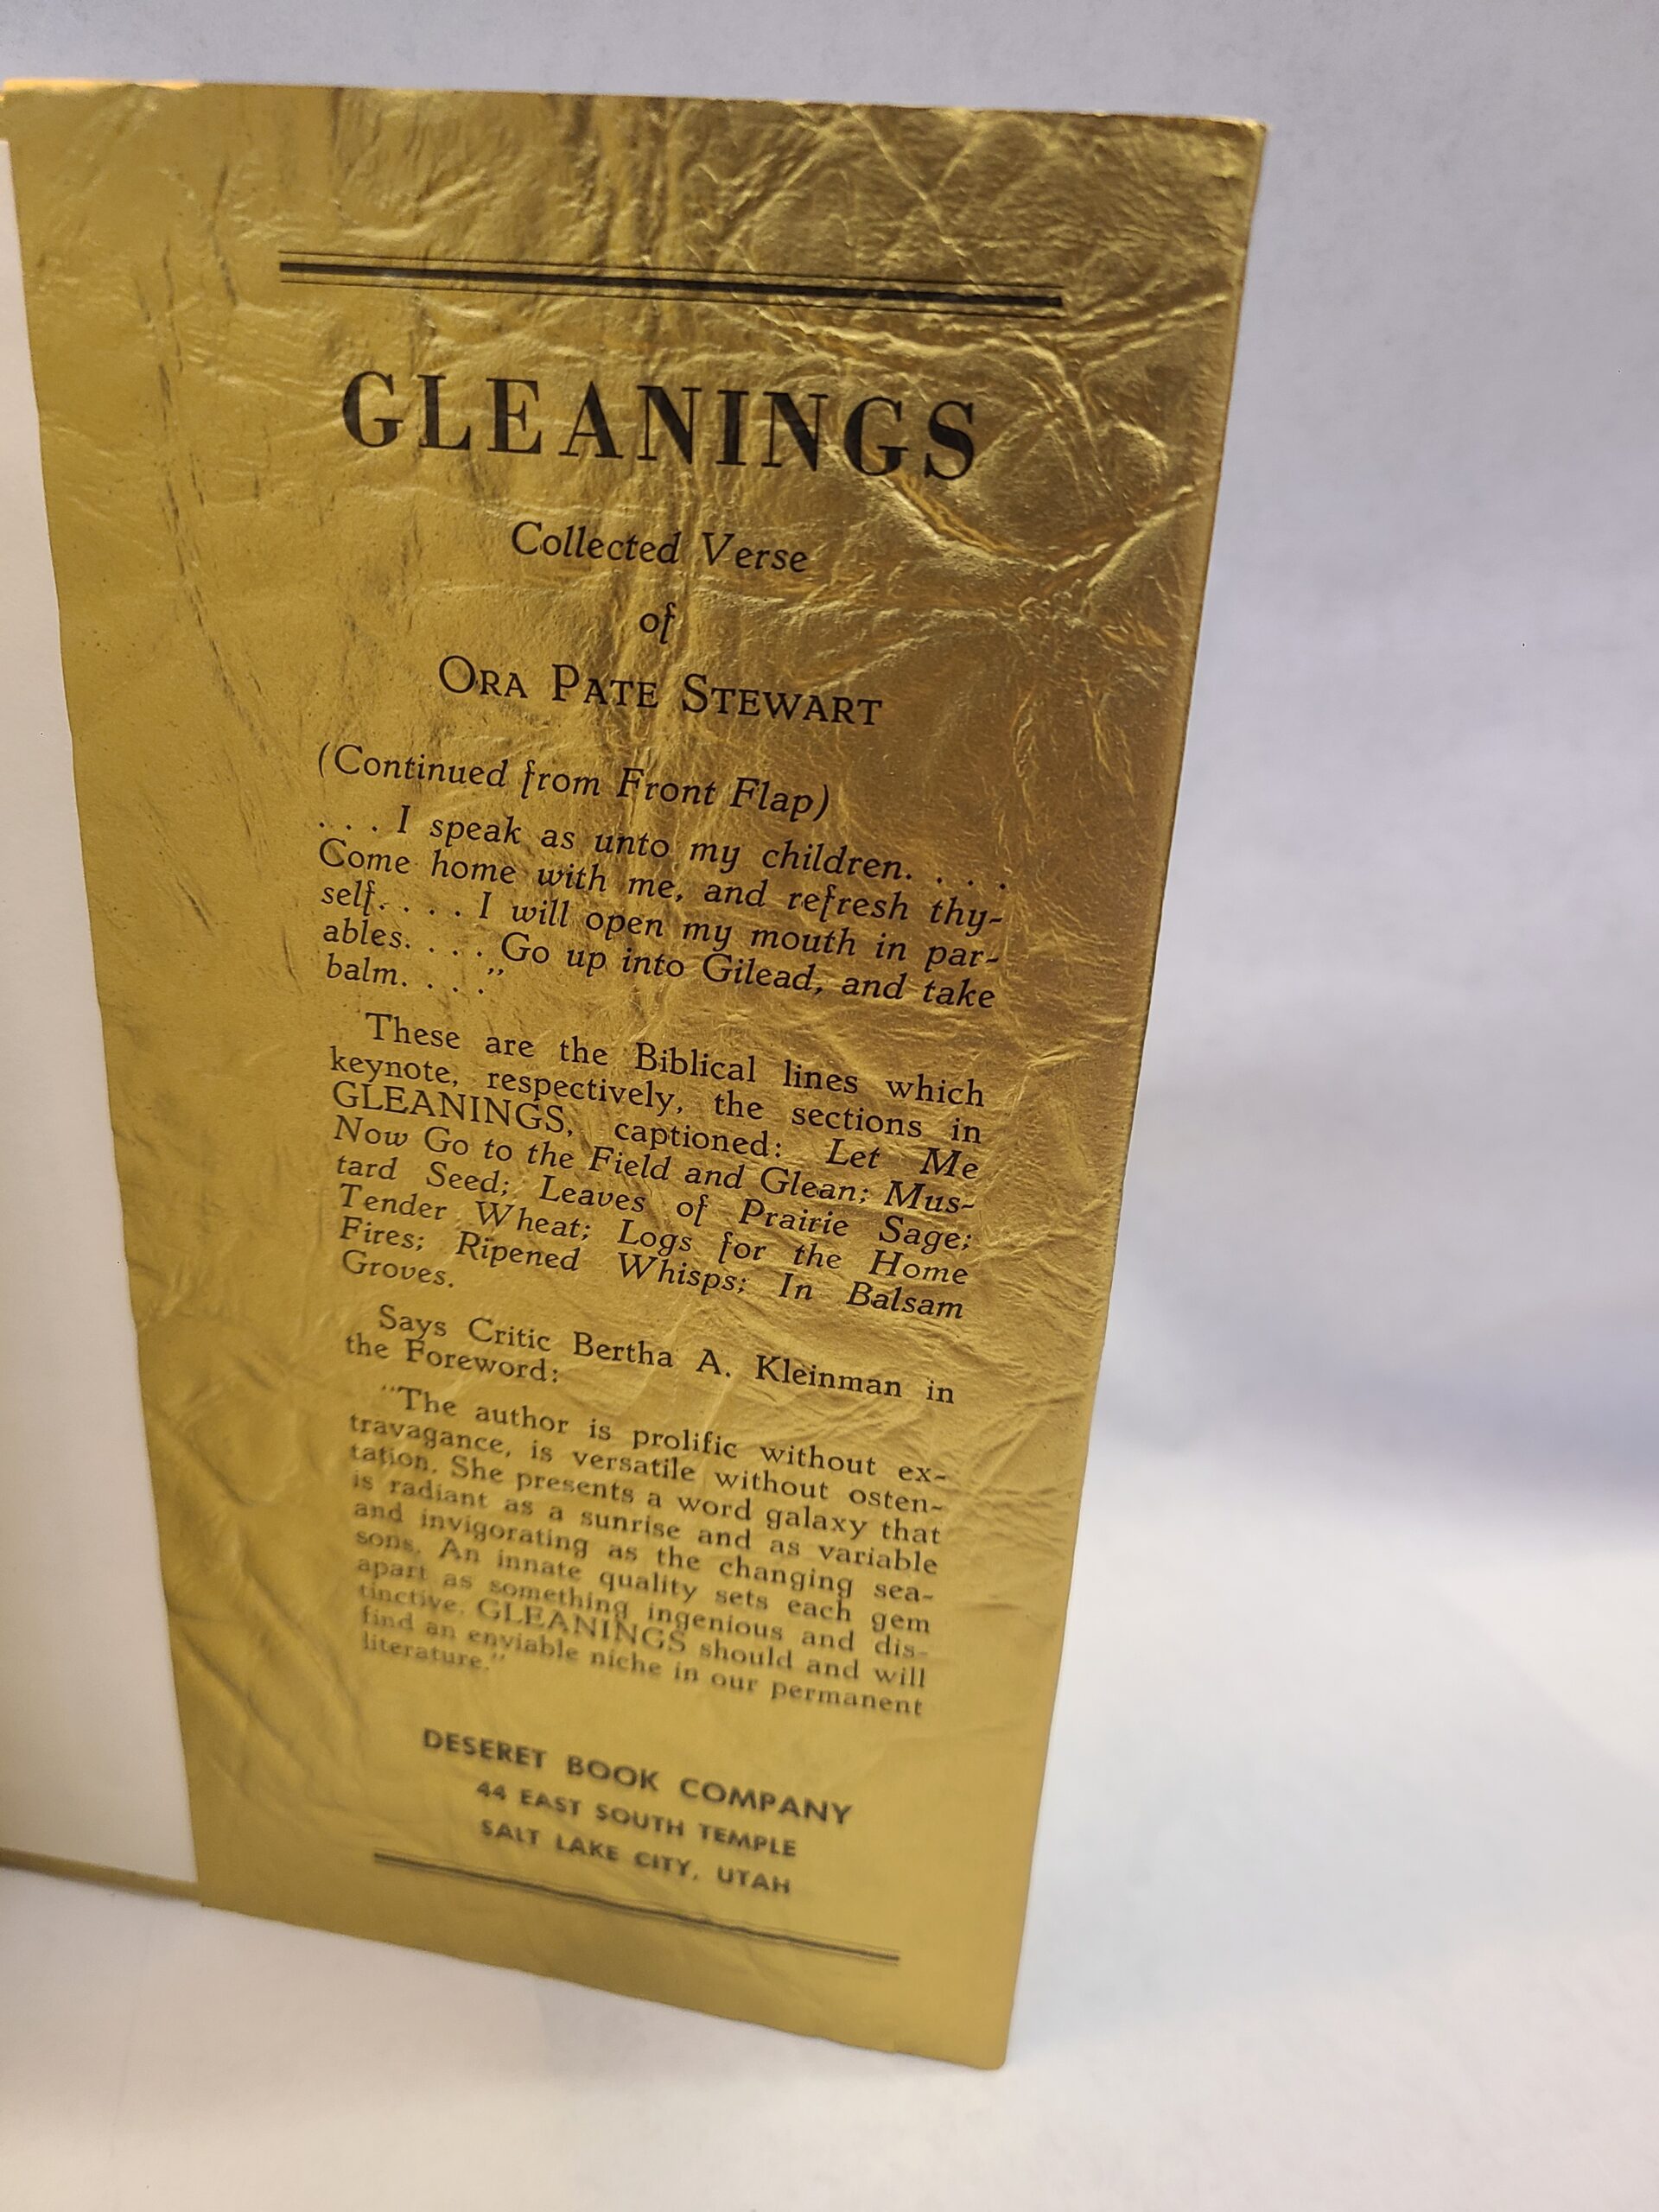 GLEANINGS
Collected Verse
of
ORA PATE STEWART
(Continued from Front Flap)
. . . I speak as unto my children. . . .
Come home with me, and refresh thy-
self. . . . I will open my mouth in par-
ables. . . . Go up into Gilead, and take
balm. . . ."
These are the Biblical lines which
keynote, respectively, the sections in
GLEANINGS, captioned: Let Me
Now Go to the Field and Glean; Mus-
tard Seed; Leaves of Prairie Sage;
Tender Wheat; Logs for the Home
Fires; Ripened Whisps; In Balsam
Groves.
Says Critic Bertha A. Kleinman in
the Foreword:
"The author is prolific without ex-
travagance, is versatile without osten-
tation. She presents a word galaxy that
is radiant as a sunrise and as variable
and invigorating as the changing sea-
sons. An innate quality sets each gem
apart as something ingenious and dis-
tinctive. GLEANINGS should and will
find an enviable niche in our permanent
literature."
DESERET BOOK COMPANY
44 EAST SOUTH TEMPLE
SALT LAKE CITY, UTAH